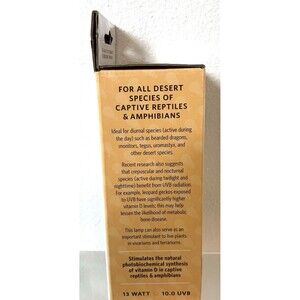 FOR ALL DESERT
SPECIES OF
CAPTIVE REPTILES
& AMPHIBIANS
Ideal for diurnal species (active during
the day) such as bearded dragons,
monitors, tegus, uromastyx, and
other desert species.
Recent research also suggests
that crepuscular and nocturnal
species (active during twilight and
nighttime) benefit from UVB radiation.
For example, leopard geckos exposed
to UVB have significantly higher
vitamin D levels; this may help
lessen the likelihood of metabolic
bone disease.
This lamp can also serve as an
important stimulant to live plants
in vivariums and terrariums.
Stimulates the natural
photobiochemical synthesis
of vitamin D in captive
reptiles & amphibians
13 WATT 10.0 UVB